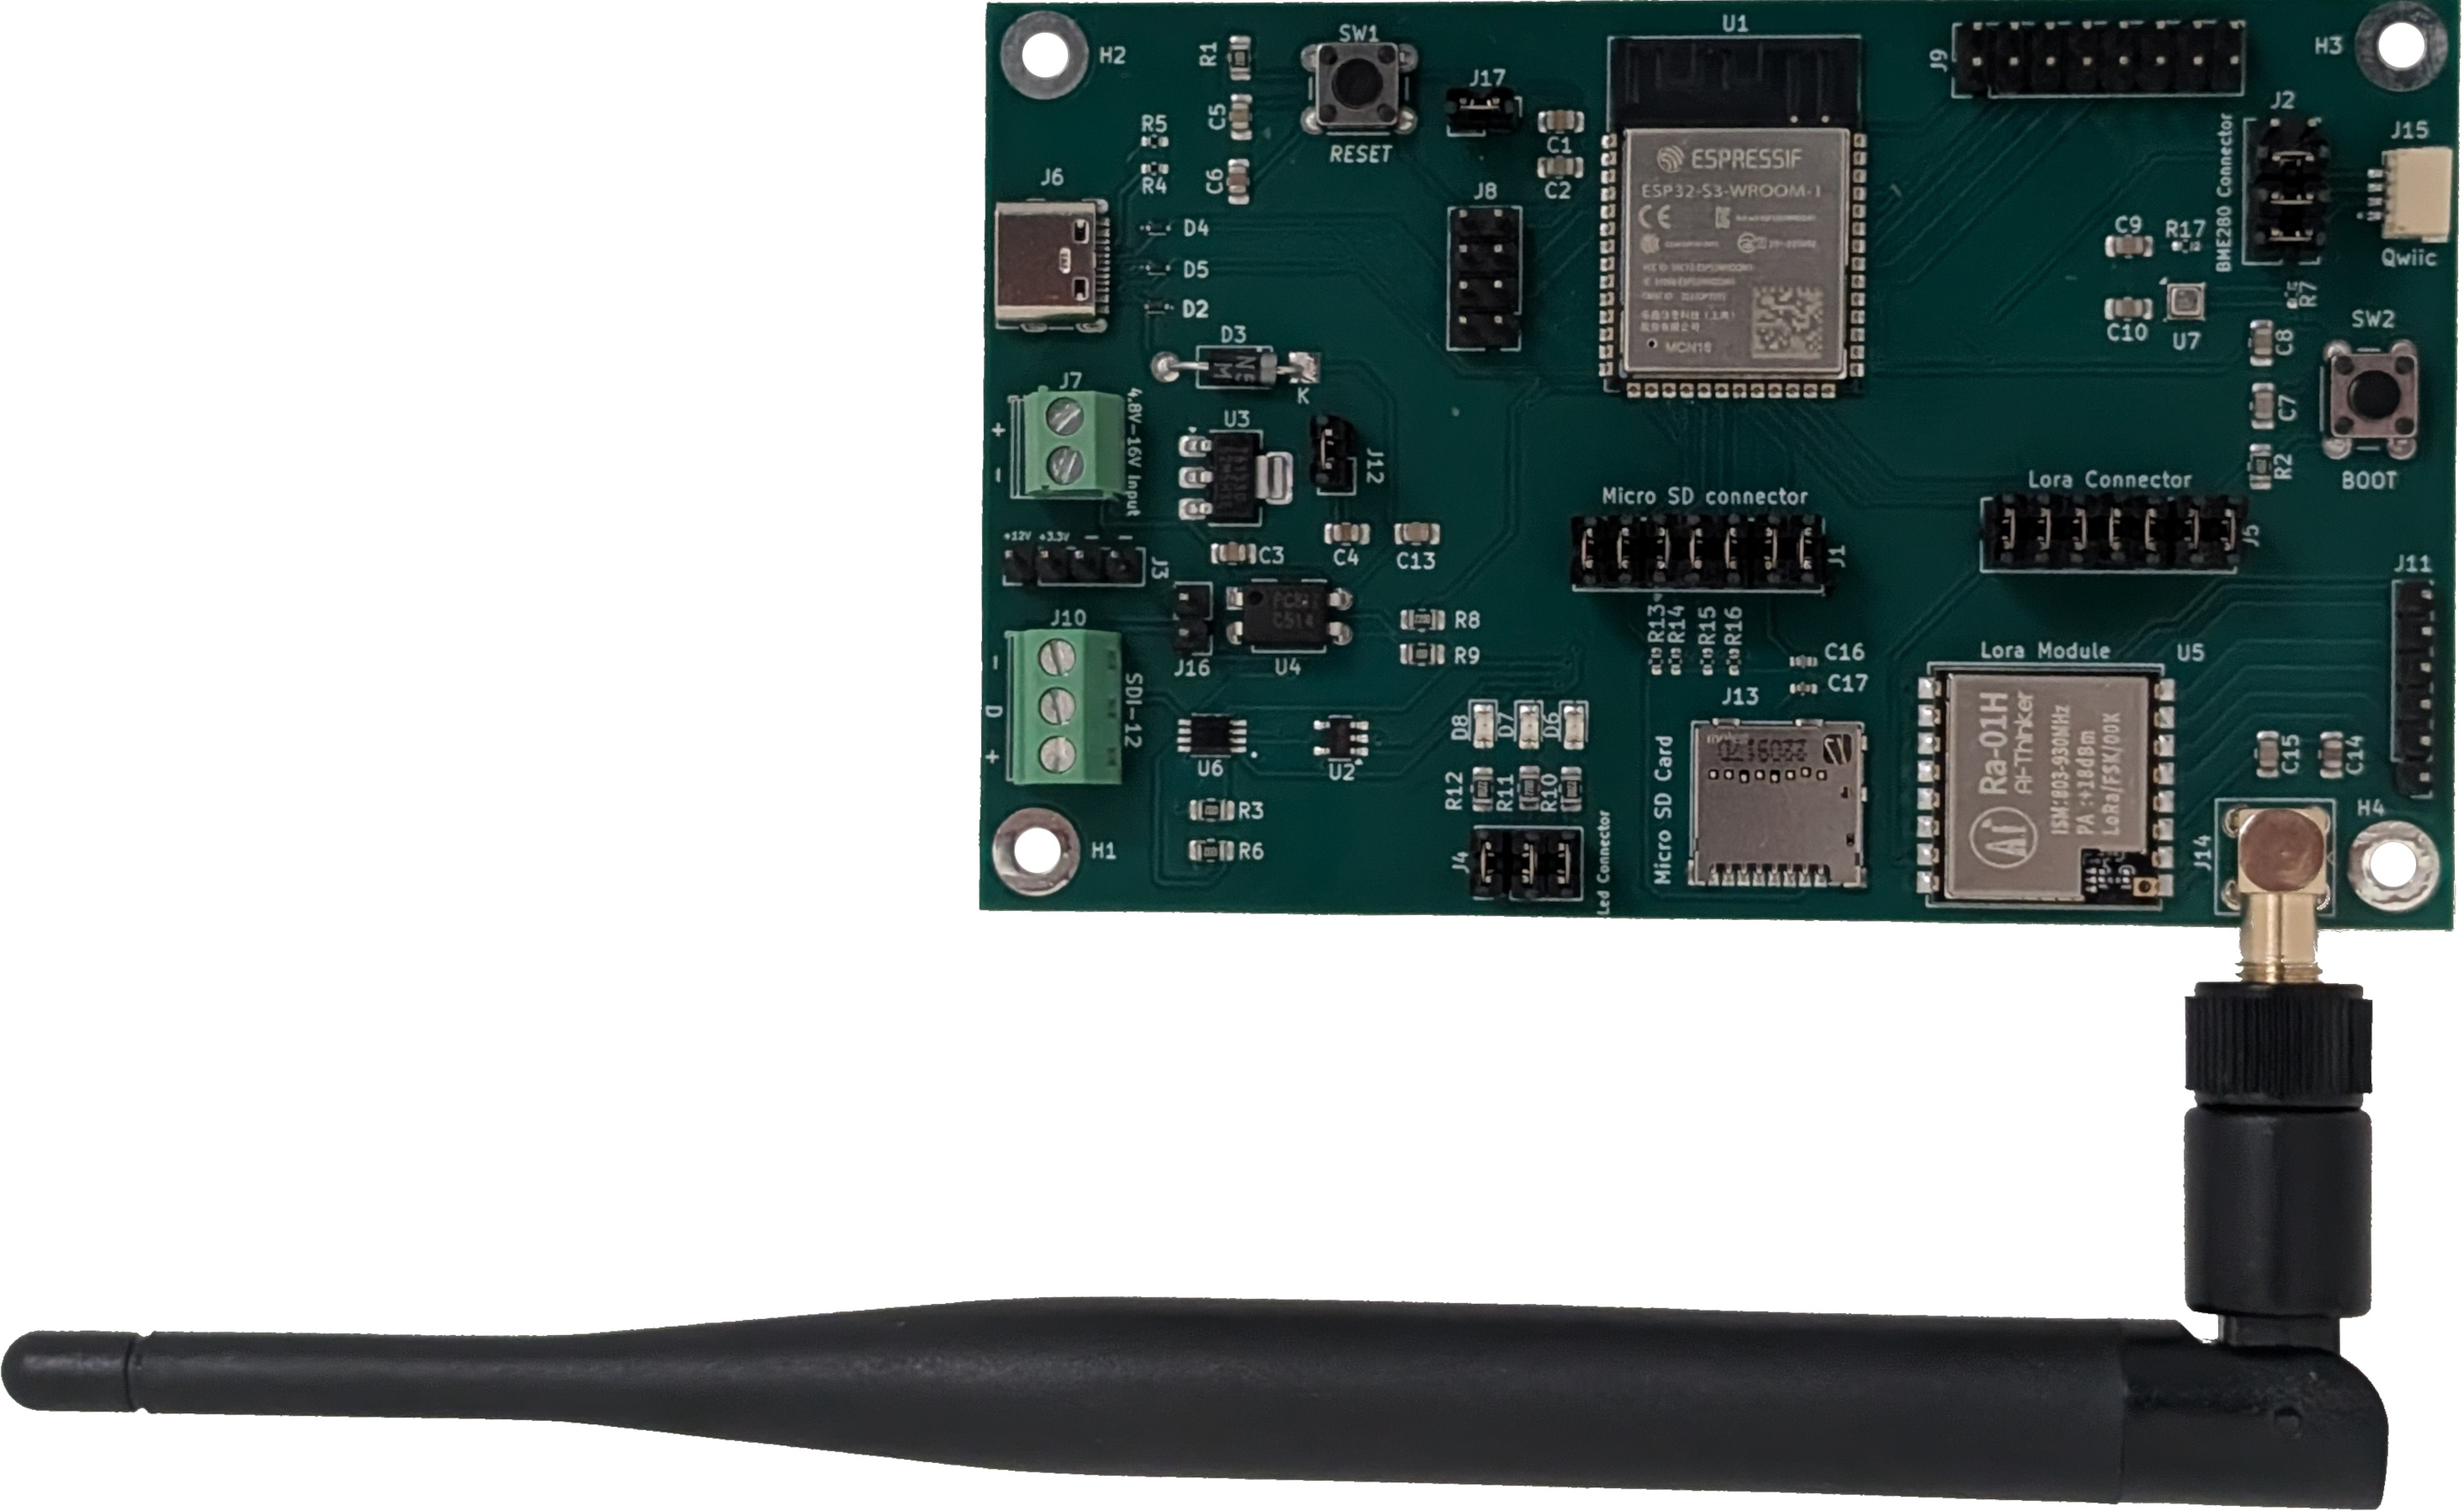 H2
R1
SW1
RESET
J17
U1
J9
H3
J2
J15
Qwiic
BME280 Connector
R5
R4
C5
C6
C1
C2
J6
J8
ESPRESSIF
ESP32-S3-WROOM-1
CE
MCN16
D4
D5
D2
D3
K
C9
R17
C10
U7
R7
C8
SW2
C7
R2
BOOT
J7
4.8V-16V Input
+
-
U3
J12
Micro SD connector
J1
Lora Connector
J5
J11
+12V +3.3V - -
J3
C3
C4
C13
J10
-
D
+
SDI-12
J16
U4
C514
R8
R9
R13
R14
R15
R16
C16
C17
J13
Lora Module
U5
Ra-01H
Ai-Thinker
Ai
ISM:803-930MHz
PA:+18dBm
LoRa/FSK/OOK
U6
U2
D8
D7
D6
R12
R11
R10
Micro SD Card
C15
C14
R3
R6
H1
J4
Led Connector
J14
H4